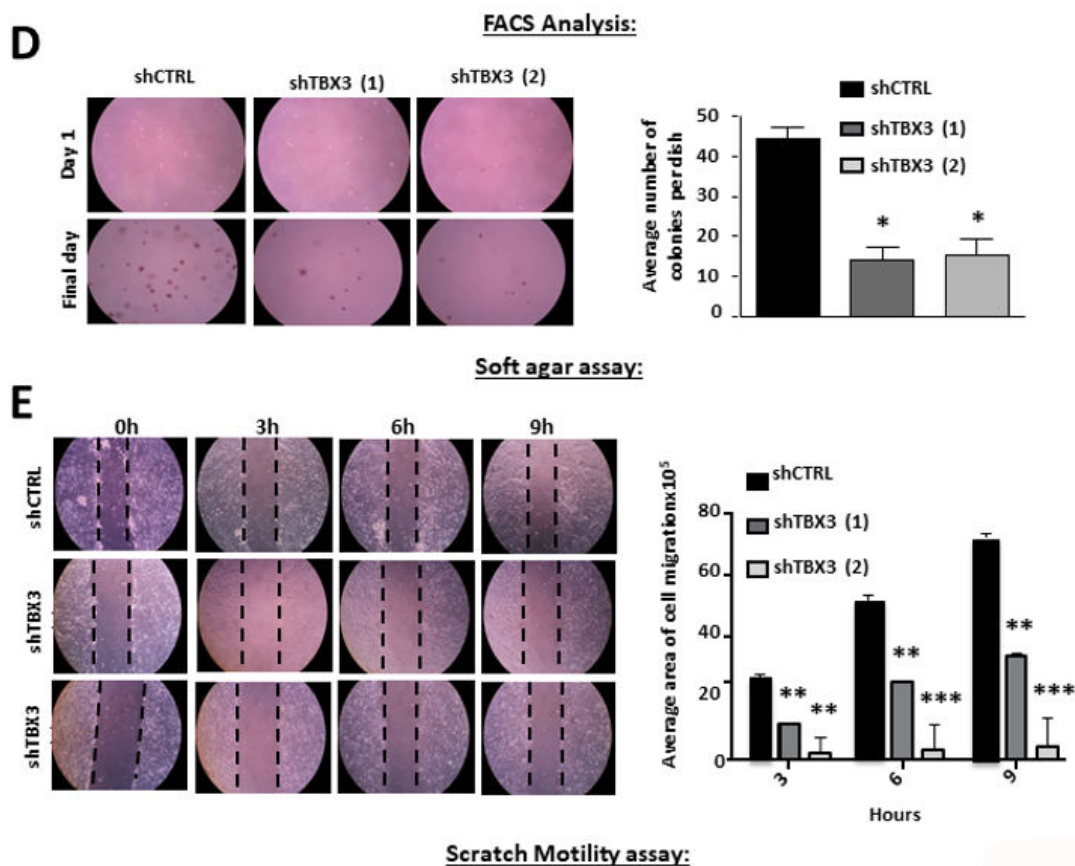 FACS Analysis:
D
shCTRL shTBX3 (1) shTBX3 (2)
Day 1
Final day
shCTRL
shTBX3 (1)
shTBX3 (2)
Average number of
colonies per dish
50
40
30
20
10
0
* *
Soft agar assay:
E
0h 3h 6h 9h
shCTRL
shTBX3
shTBX3
shCTRL
shTBX3 (1)
shTBX3 (2)
Average area of cell migrationx10⁵
80
60
40
20
0
** ** ** *** ** ***
3 6 9
Hours
Scratch Motility assay: